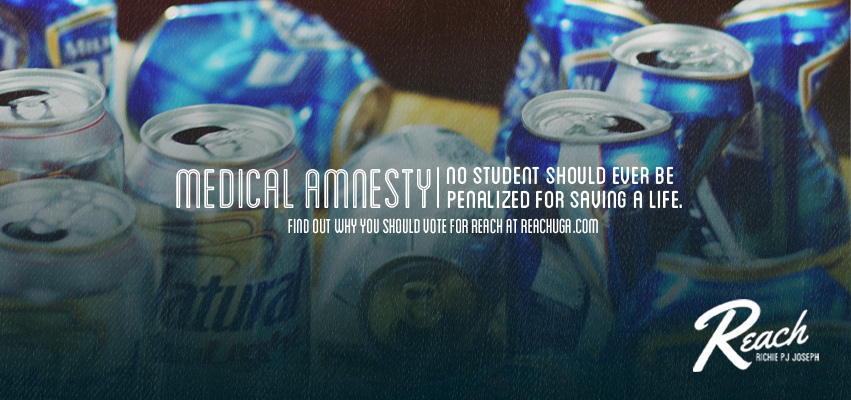 MEDICAL AMNESTY
NO STUDENT SHOULD EVER BE
PENALIZED FOR SAVING A LIFE.
FIND OUT WHY YOU SHOULD VOTE FOR REACH AT REACHUGA.COM
Natural
Light
Reach
RICHIE PJ JOSEPH